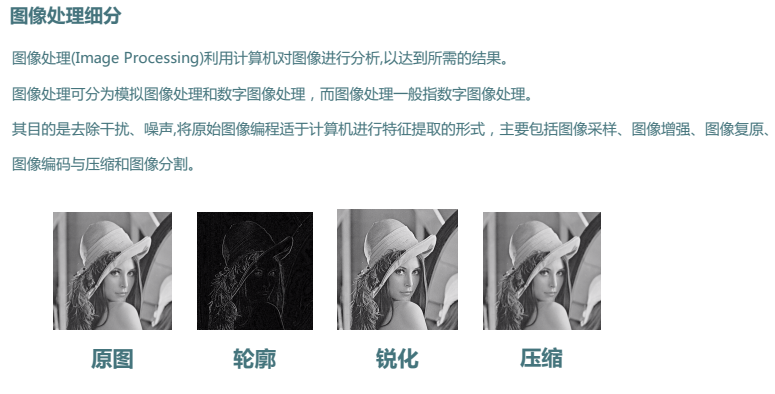 图像处理细分
图像处理(Image Processing)利用计算机对图像进行分析,以达到所需的结果。
图像处理可分为模拟图像处理和数字图像处理，而图像处理一般指数字图像处理。
其目的是去除干扰、噪声,将原始图像编程适于计算机进行特征提取的形式，主要包括图像采样、图像增强、图像复原、
图像编码与压缩和图像分割。
原图 轮廓 锐化 压缩